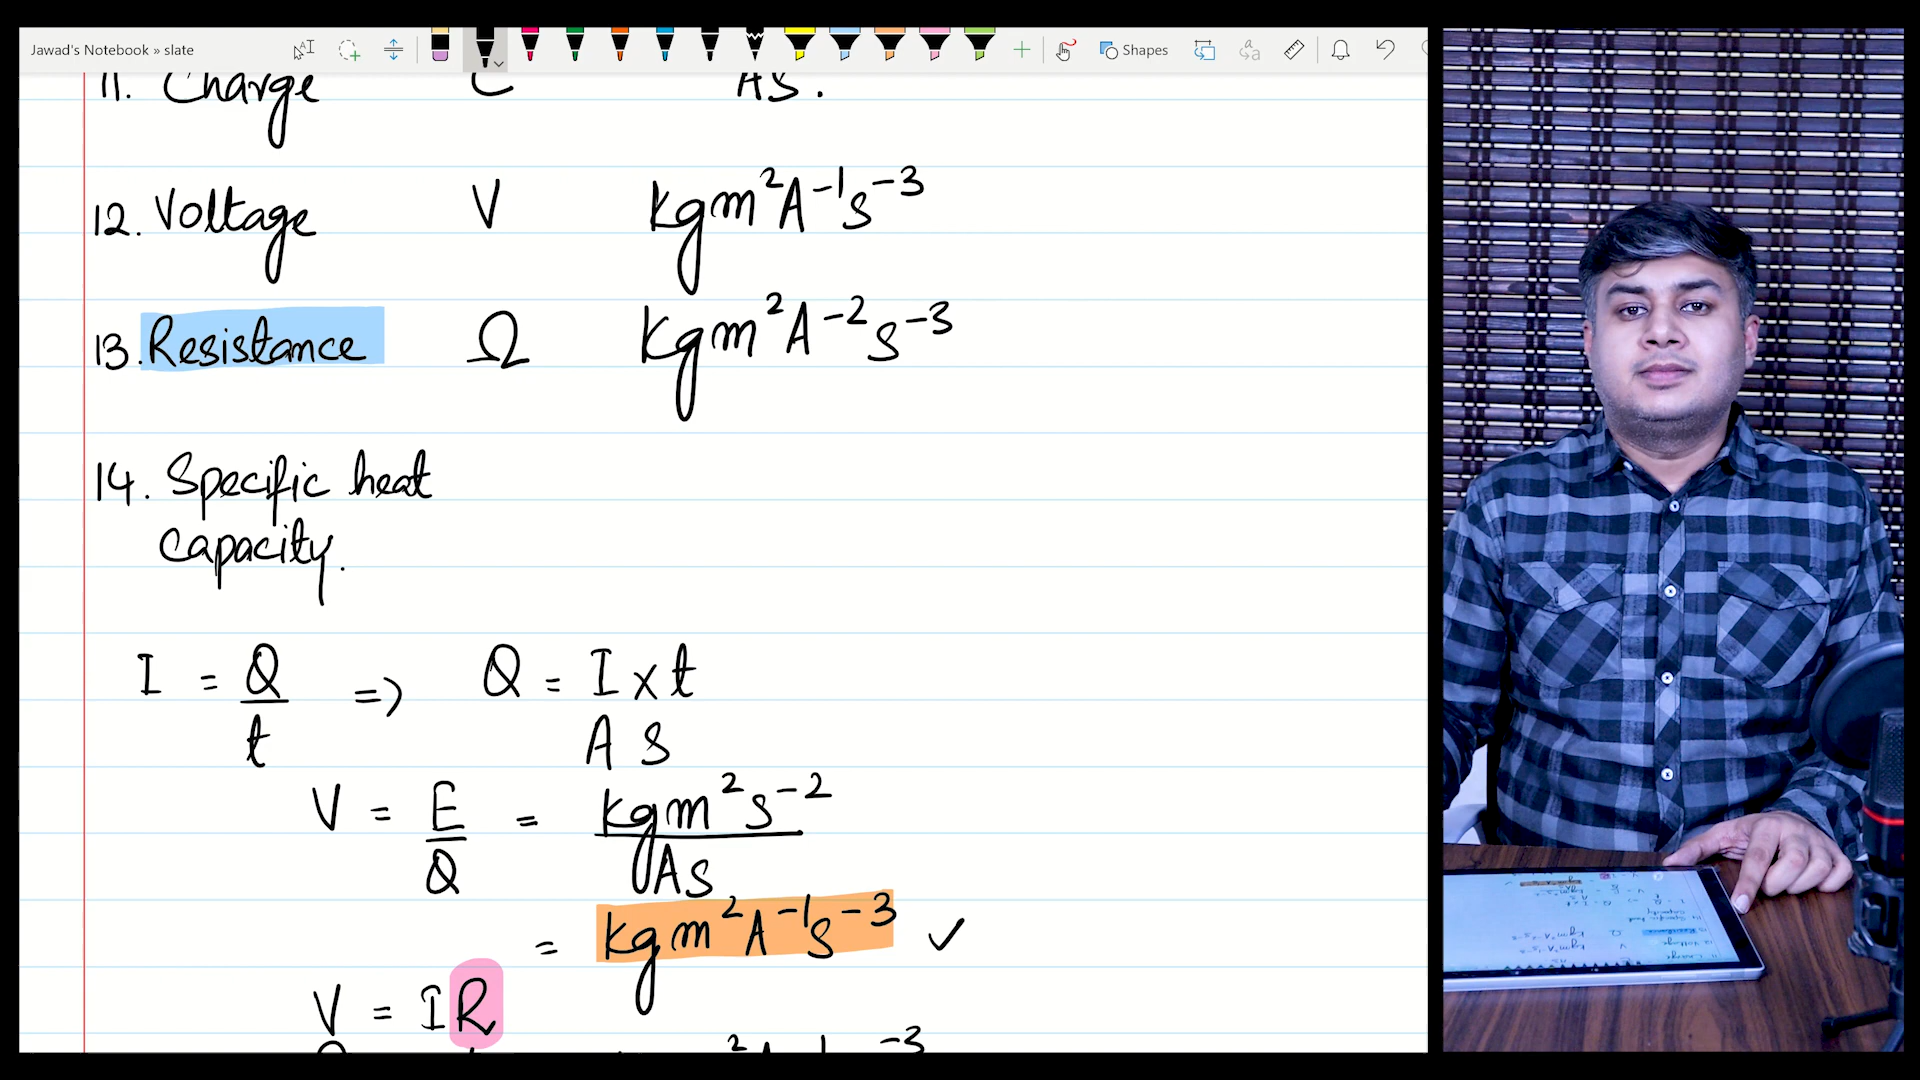 Jawad's Notebook » slate
Shapes
11. Charge C As.
12. Voltage V kgm²A⁻¹s⁻³
13. Resistance Ω kgm²A⁻²s⁻³
14. Specific heat
capacity.
I = Q/t => Q = I x t
A s
V = E/Q = kgm²s⁻²/As
= kgm²A⁻¹s⁻³ ✓
V = IR